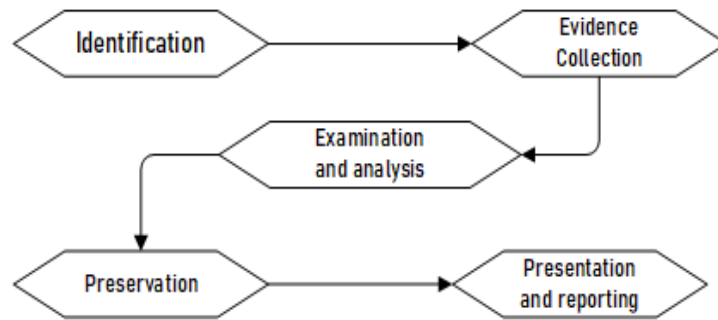 Identification
Evidence
Collection
Examination
and analysis
Preservation
Presentation
and reporting